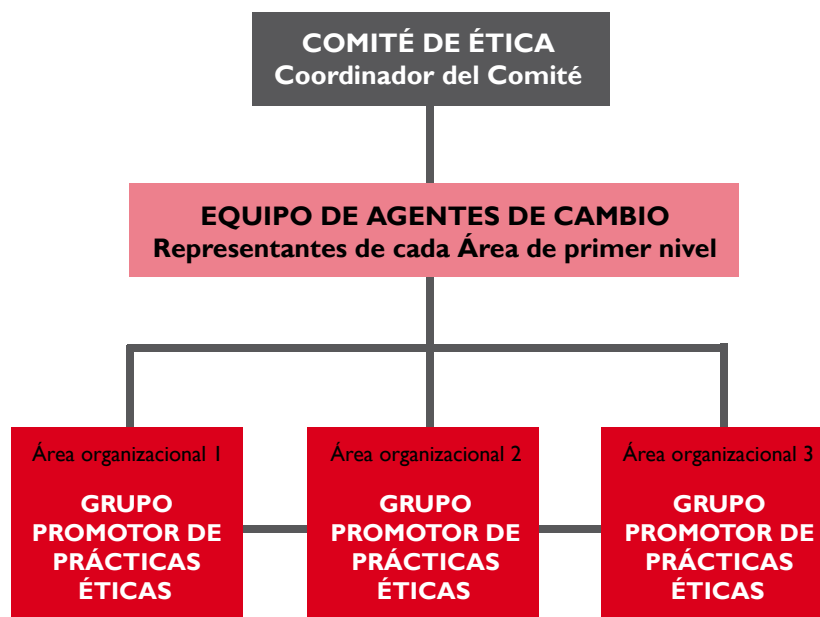 COMITÉ DE ÉTICA
Coordinador del Comité
EQUIPO DE AGENTES DE CAMBIO
Representantes de cada Área de primer nivel
Área organizacional 1
GRUPO
PROMOTOR DE
PRÁCTICAS
ÉTICAS
Área organizacional 2
GRUPO
PROMOTOR DE
PRÁCTICAS
ÉTICAS
Área organizacional 3
GRUPO
PROMOTOR DE
PRÁCTICAS
ÉTICAS